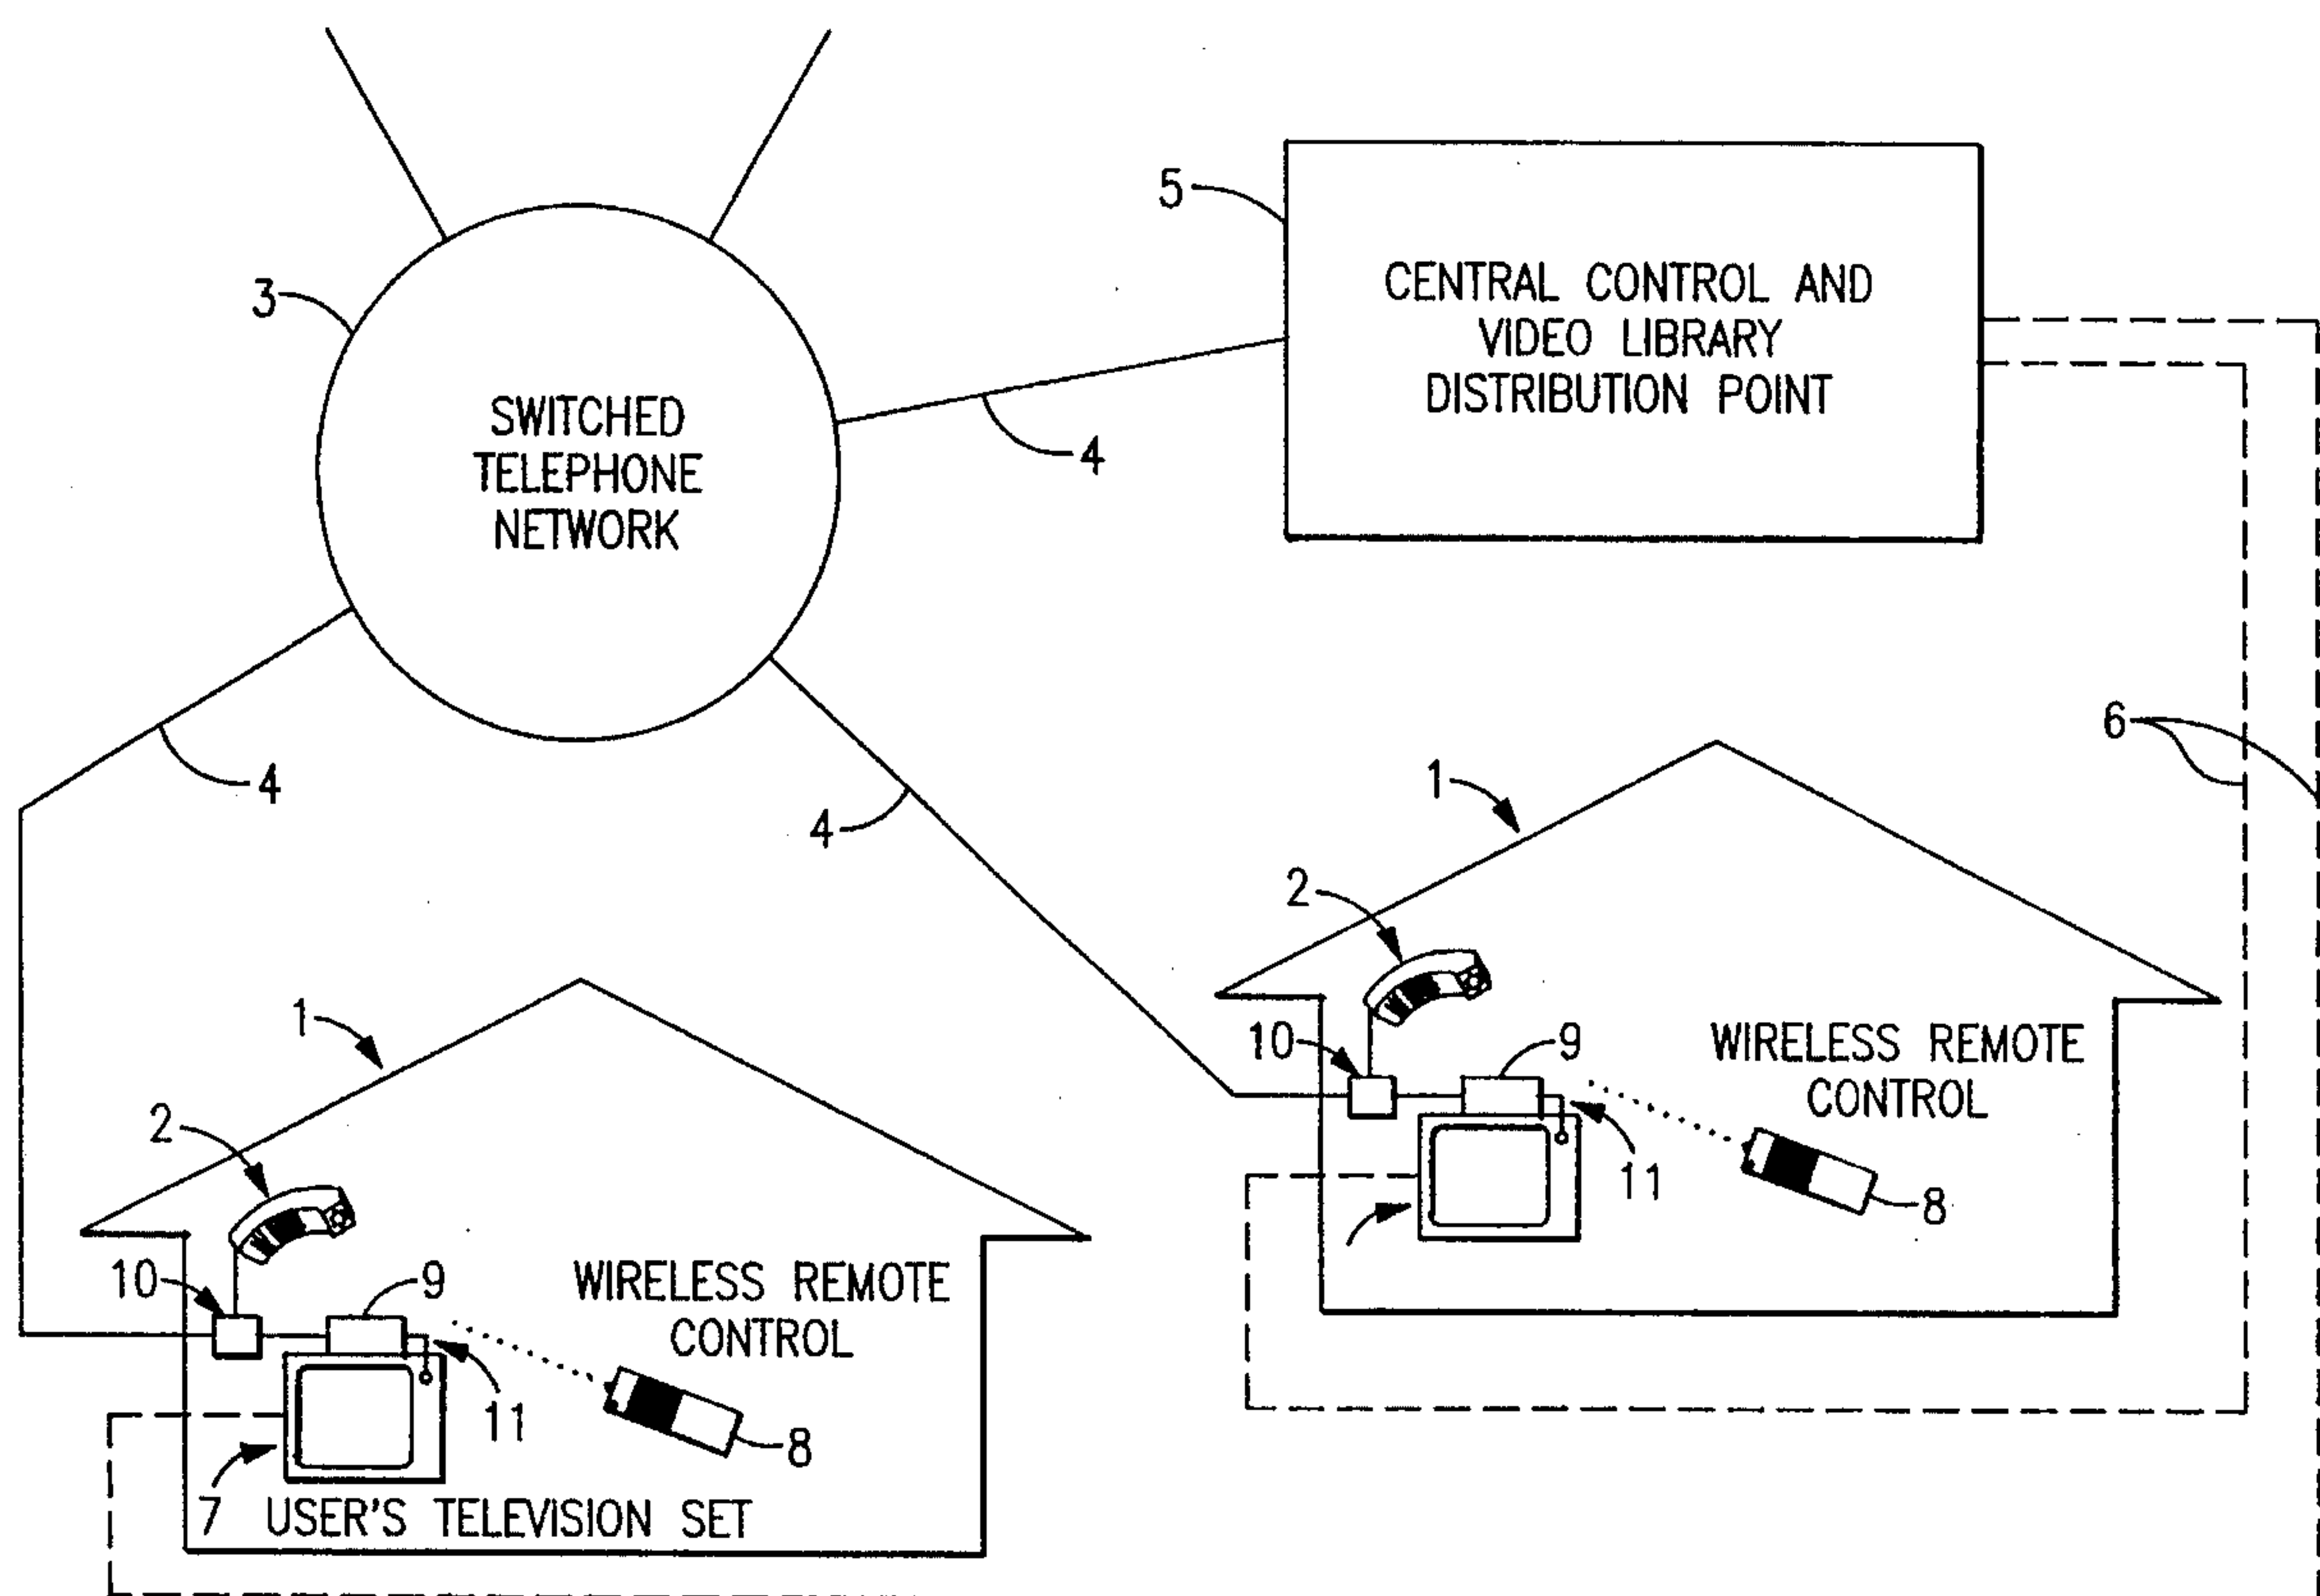 3
SWITCHED
TELEPHONE
NETWORK
5
CENTRAL CONTROL AND
VIDEO LIBRARY
DISTRIBUTION POINT
4
4
4
6
1
2
10
9
WIRELESS REMOTE
CONTROL
11
8
1
2
10
9
WIRELESS REMOTE
CONTROL
11
8
7 USER'S TELEVISION SET